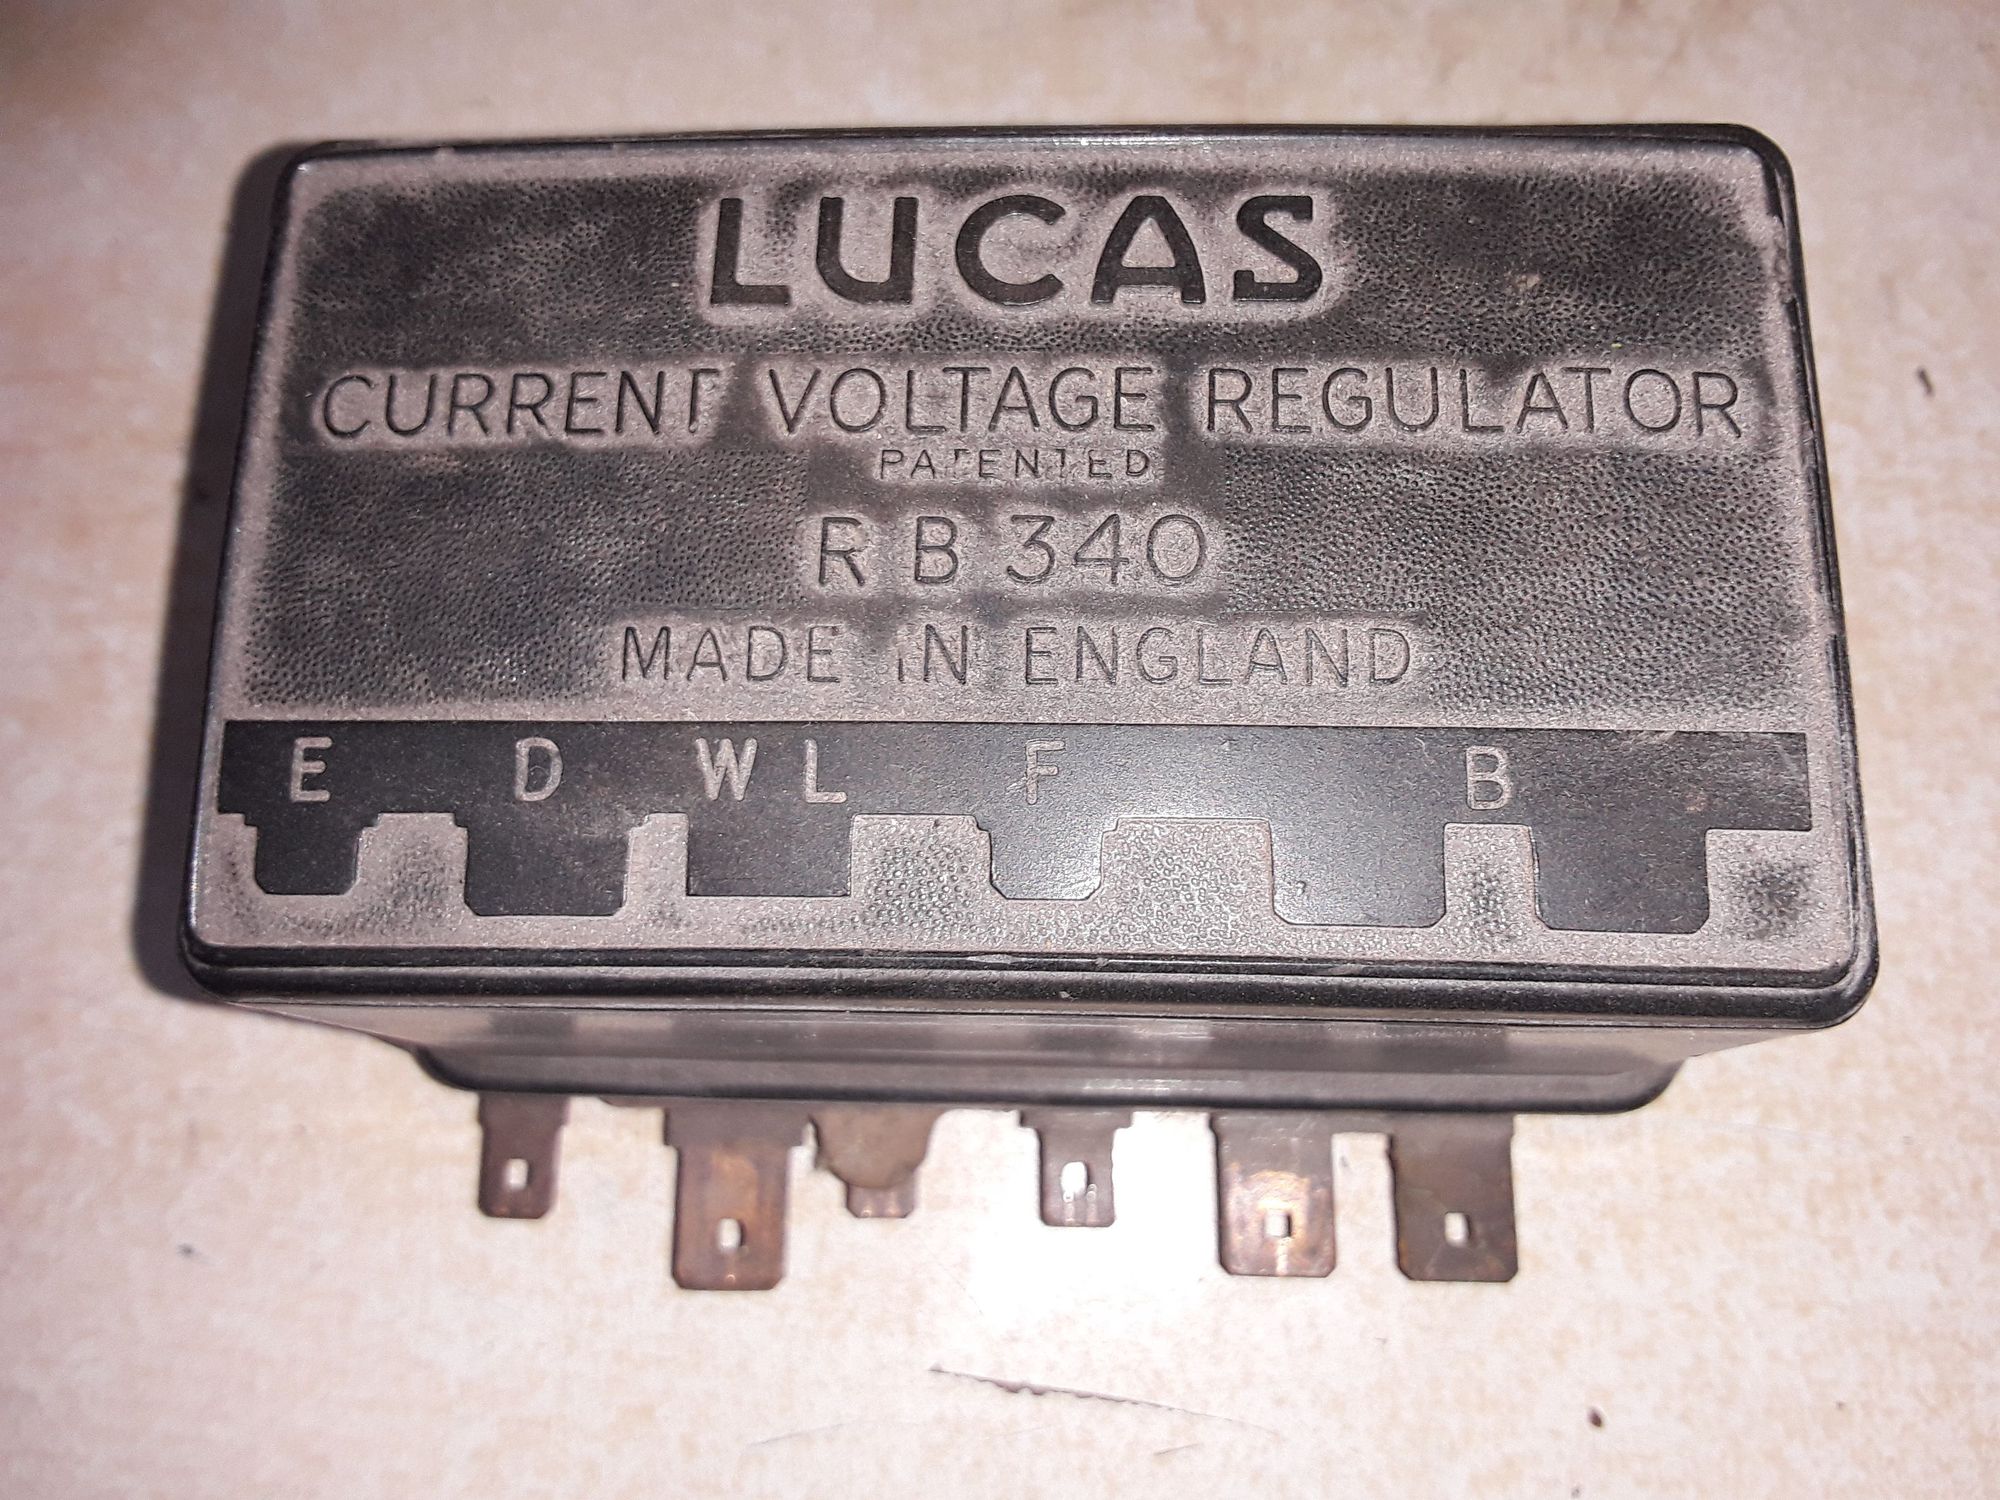 LUCAS
CURRENT VOLTAGE REGULATOR
PATENTED
RB340
MADE IN ENGLAND
E D WL F B